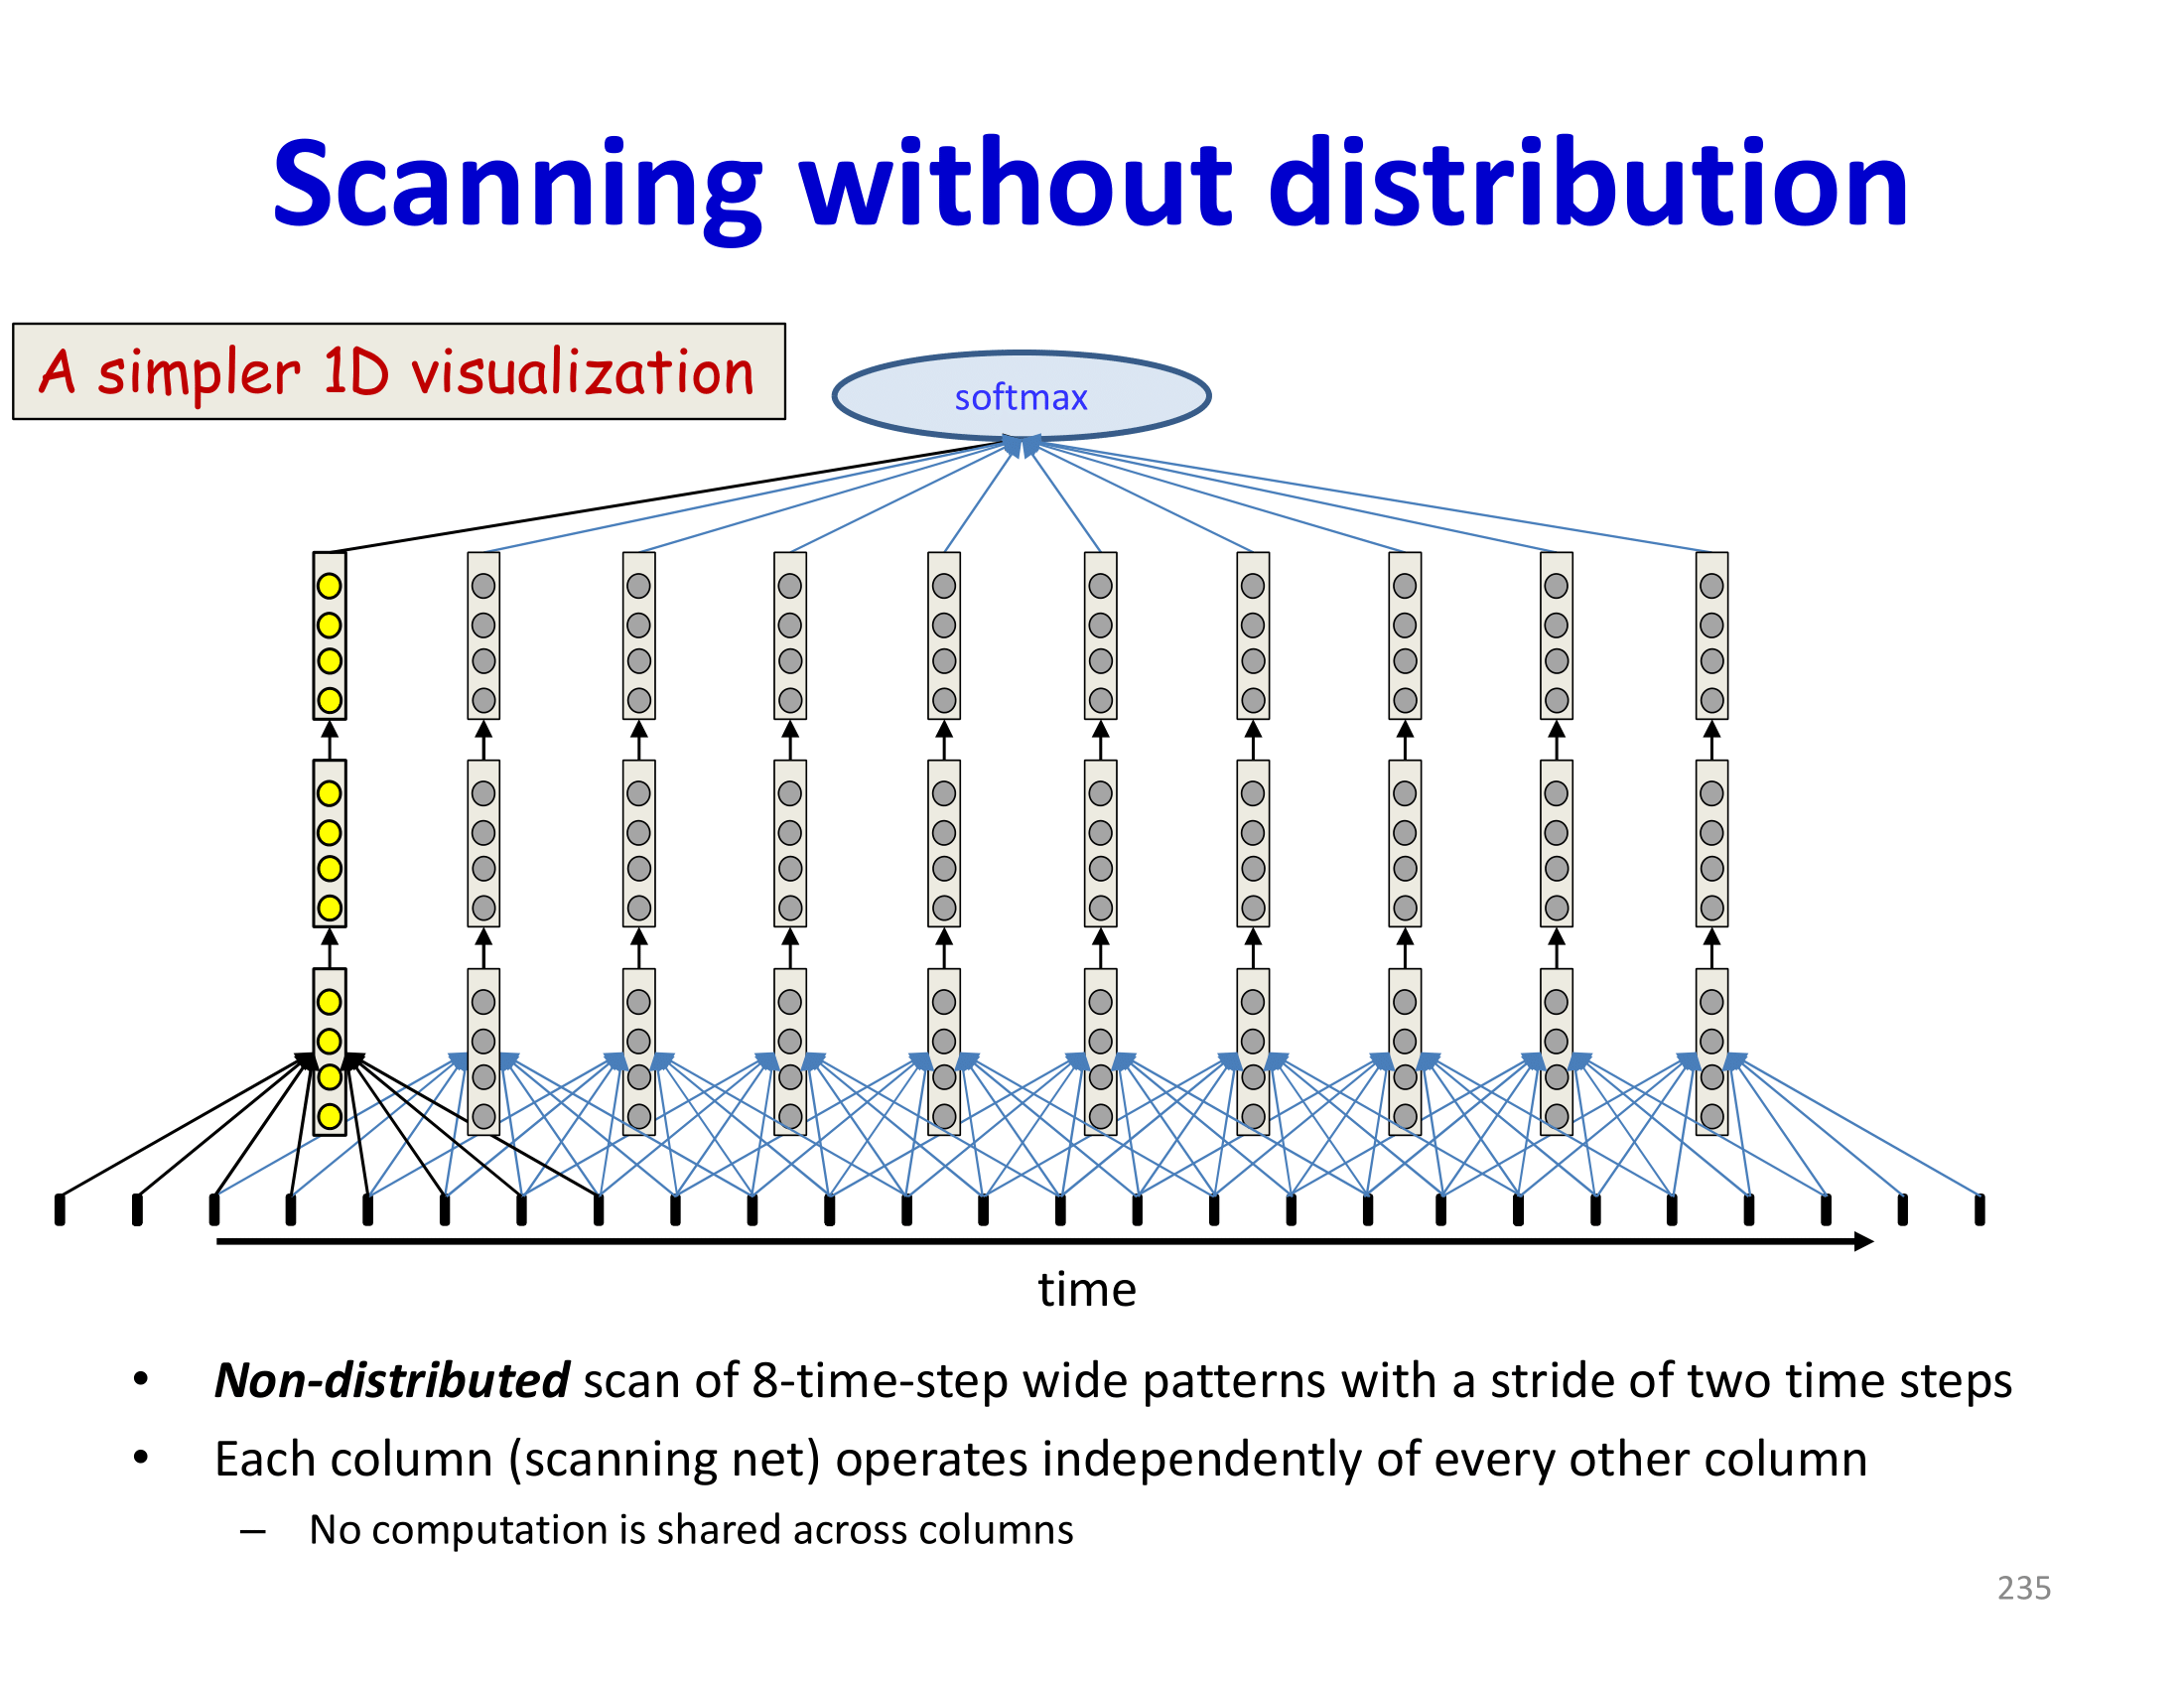 Scanning without distribution
A simpler 1D visualization
softmax
time
• Non-distributed scan of 8-time-step wide patterns with a stride of two time steps
• Each column (scanning net) operates independently of every other column
– No computation is shared across columns
235